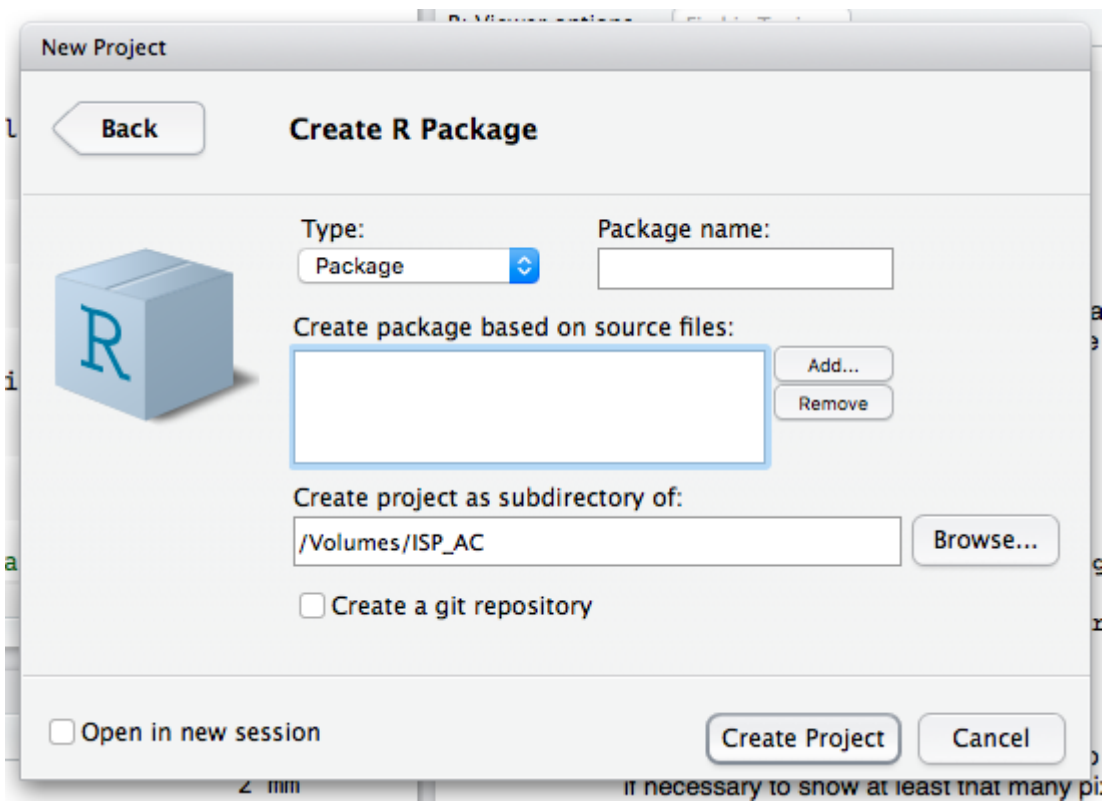 New Project
Back
Create R Package
Type:
Package name:
Package
R
Create package based on source files:
Add...
Remove
Create project as subdirectory of:
/Volumes/ISP_AC
Browse...
Create a git repository
Open in new session
Create Project
Cancel
2 mm
if necessary to show at least that many